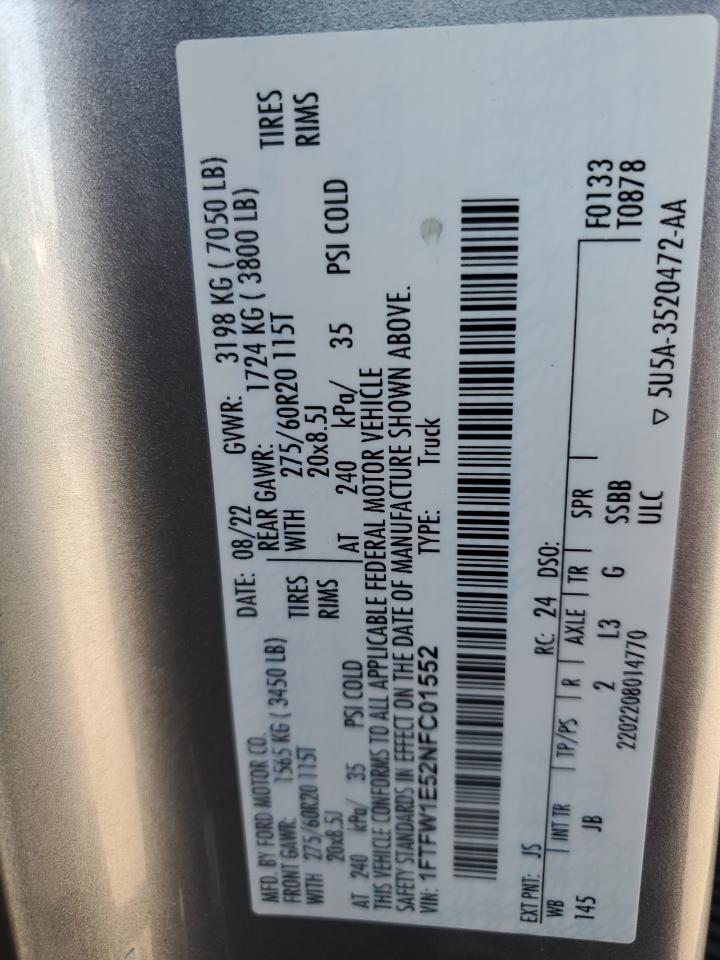 MFD. BY FORD MOTOR CO.
DATE: 08/22 GVWR: 3198 KG ( 7050 LB)
FRONT GAWR: 1565 KG ( 3450 LB) REAR GAWR: 1724 KG ( 3800 LB)
WITH 275/60R20 115T TIRES WITH 275/60R20 115T TIRES
20x8.5J RIMS 20x8.5J RIMS
AT 240 kPa/ 35 PSI COLD AT 240 kPa/ 35 PSI COLD
THIS VEHICLE CONFORMS TO ALL APPLICABLE FEDERAL MOTOR VEHICLE
SAFETY STANDARDS IN EFFECT ON THE DATE OF MANUFACTURE SHOWN ABOVE.
VIN: 1FTFW1E52NFC01552 TYPE: Truck
EXT PNT: JS RC: 24 DSO: F0133
WB INT TR TP/PS R AXLE TR SPR T0878
145 JB 2 L3 G SSBB
2202208014770 ULC
▽ 5U5A-3520472-AA